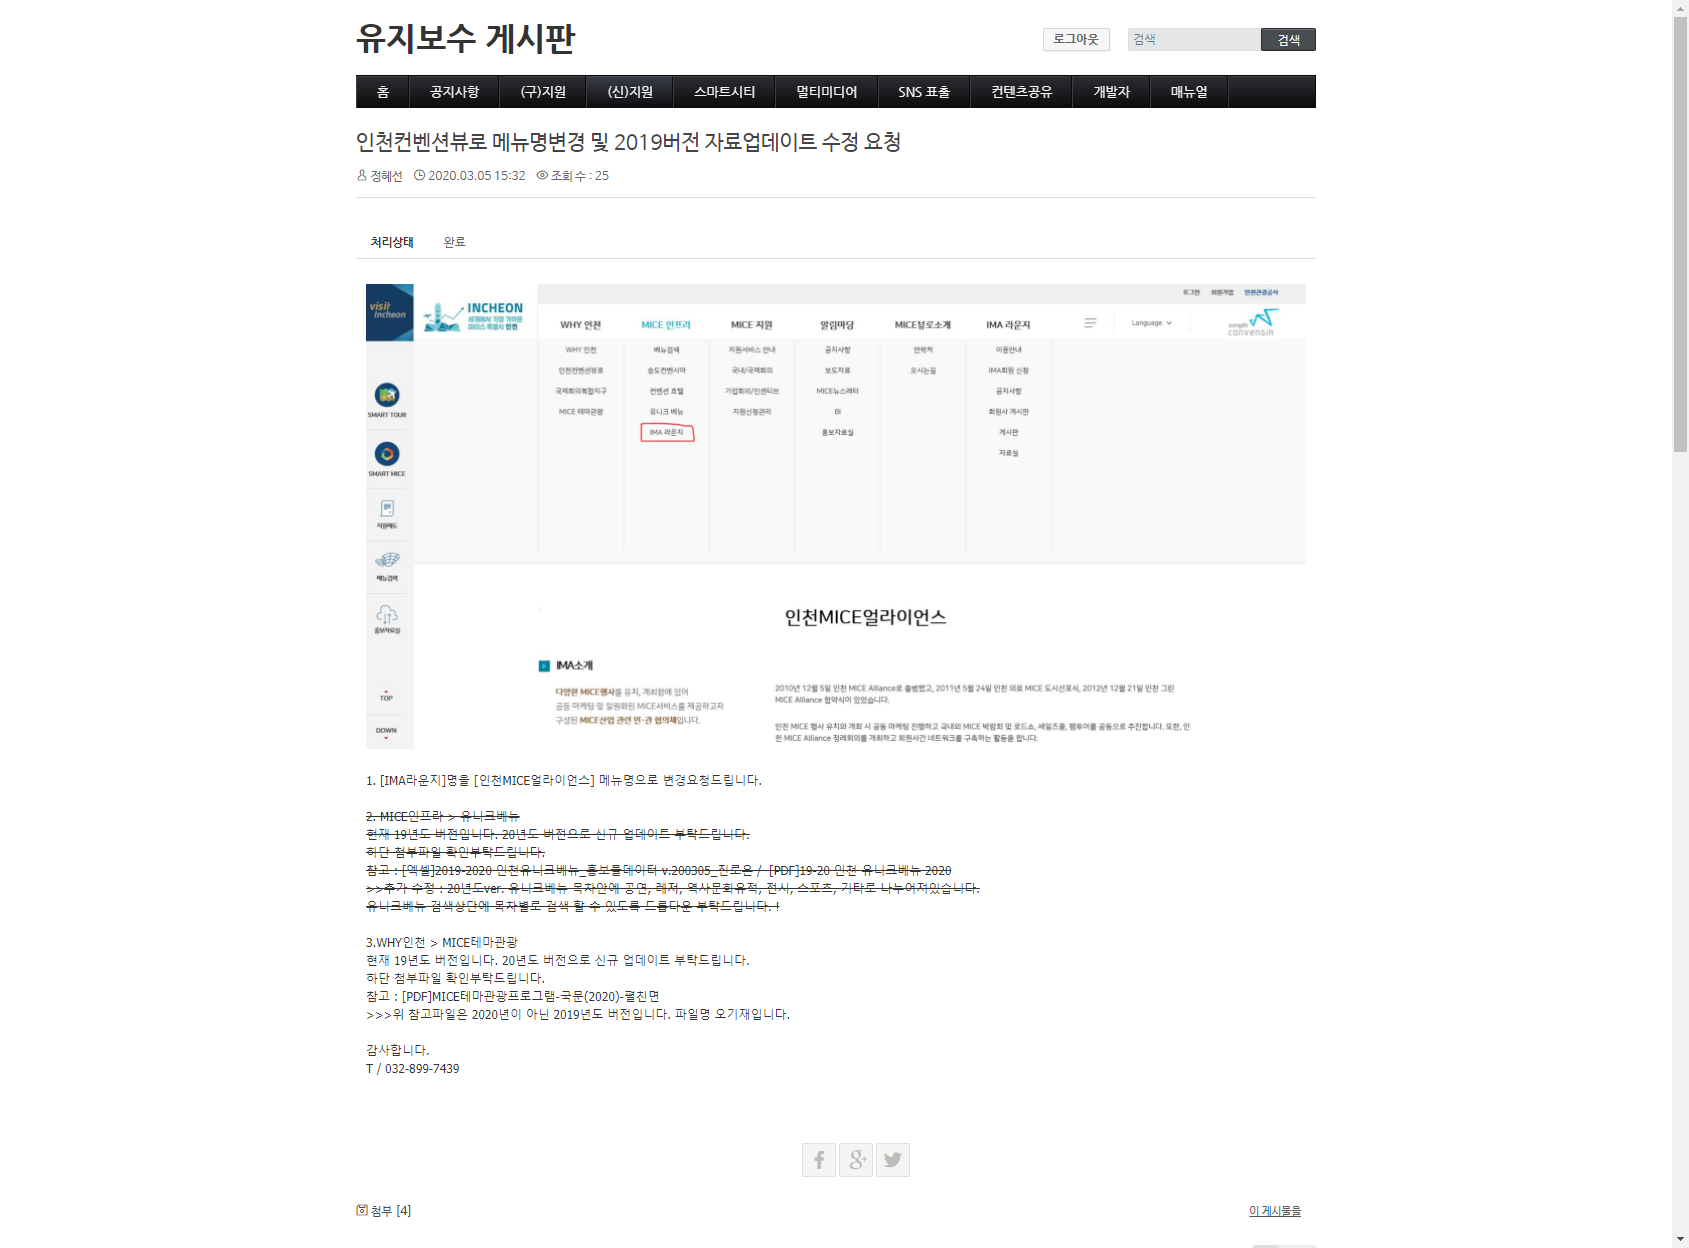 유지보수 게시판
로그아웃
검색
검색
홈 공지사항 (구)지원 (신)지원 스마트시티 멀티미디어 SNS 표출 컨텐츠공유 개발자 매뉴얼
인천컨벤션뷰로 메뉴명변경 및 2019버전 자료업데이트 수정 요청
정혜선 2020.03.05 15:32 조회 수 : 25
처리상태 완료
로그인 회원가입 인천관광공사
visit incheon
INCHEON
세계에서 가장 가까운
마이스 특별시 인천
WHY 인천 MICE 인프라 MICE 지원 알림마당 MICE뷰로소개 IMA 라운지
Language
songdo convensia
WHY 인천 베뉴검색 지원서비스 안내 공지사항 연락처 이용안내
인천컨벤션뷰로 송도컨벤시아 국내/국제회의 보도자료 오시는길 IMA회원 신청
국제회의복합지구 컨벤션 호텔 기업회의/인센티브 MICE뉴스레터 공지사항
MICE 테마관광 유니크 베뉴 지원신청관리 BI 회원사 게시판
IMA 라운지 홍보자료실 게시판
자료실
SMART TOUR
SMART MICE
지원제도
베뉴검색
홍보자료실
TOP
DOWN
인천MICE얼라이언스
IMA소개
다양한 MICE행사를 유치, 개최함에 있어
공동 마케팅 및 일원화된 MICE서비스를 제공하고자
구성된 MICE산업 관련 민·관 협의체입니다.
2010년 12월 5일 인천 MICE Alliance로 출범했고, 2011년 5월 24일 인천 의료 MICE 도시선포식, 2012년 12월 21일 인천 그린
MICE Alliance 협약식이 있었습니다.
인천 MICE 행사 유치와 개최 시 공동 마케팅 진행하고 국내외 MICE 박람회 및 로드쇼, 세일즈콜, 팸투어를 공동으로 추진합니다. 또한, 인
천 MICE Alliance 정례회의를 개최하고 회원사간 네트워크를 구축하는 활동을 합니다.
1. [IMA라운지]명을 [인천MICE얼라이언스] 메뉴명으로 변경요청드립니다.
2. MICE인프라 > 유니크베뉴
현재 19년도 버전입니다. 20년도 버전으로 신규 업데이트 부탁드립니다.
하단 첨부파일 확인부탁드립니다.
참고 : [엑셀]2019-2020 인천유니크베뉴_홍보물데이터 v.200305_진로은 / [PDF]19-20 인천 유니크베뉴 2020
>>추가 수정 : 20년도ver. 유니크베뉴 목차안에 공연, 레저, 역사문화유적, 전시, 스포츠, 기타로 나누어져있습니다.
유니크베뉴 검색상단에 목차별로 검색 할 수 있도록 드롭다운 부탁드립니다. !
3.WHY인천 > MICE테마관광
현재 19년도 버전입니다. 20년도 버전으로 신규 업데이트 부탁드립니다.
하단 첨부파일 확인부탁드립니다.
참고 : [PDF]MICE테마관광프로그램-국문(2020)-펼친면
>>>위 참고파일은 2020년이 아닌 2019년도 버전입니다. 파일명 오기재입니다.
감사합니다.
T / 032-899-7439
첨부 [4]
이 게시물을